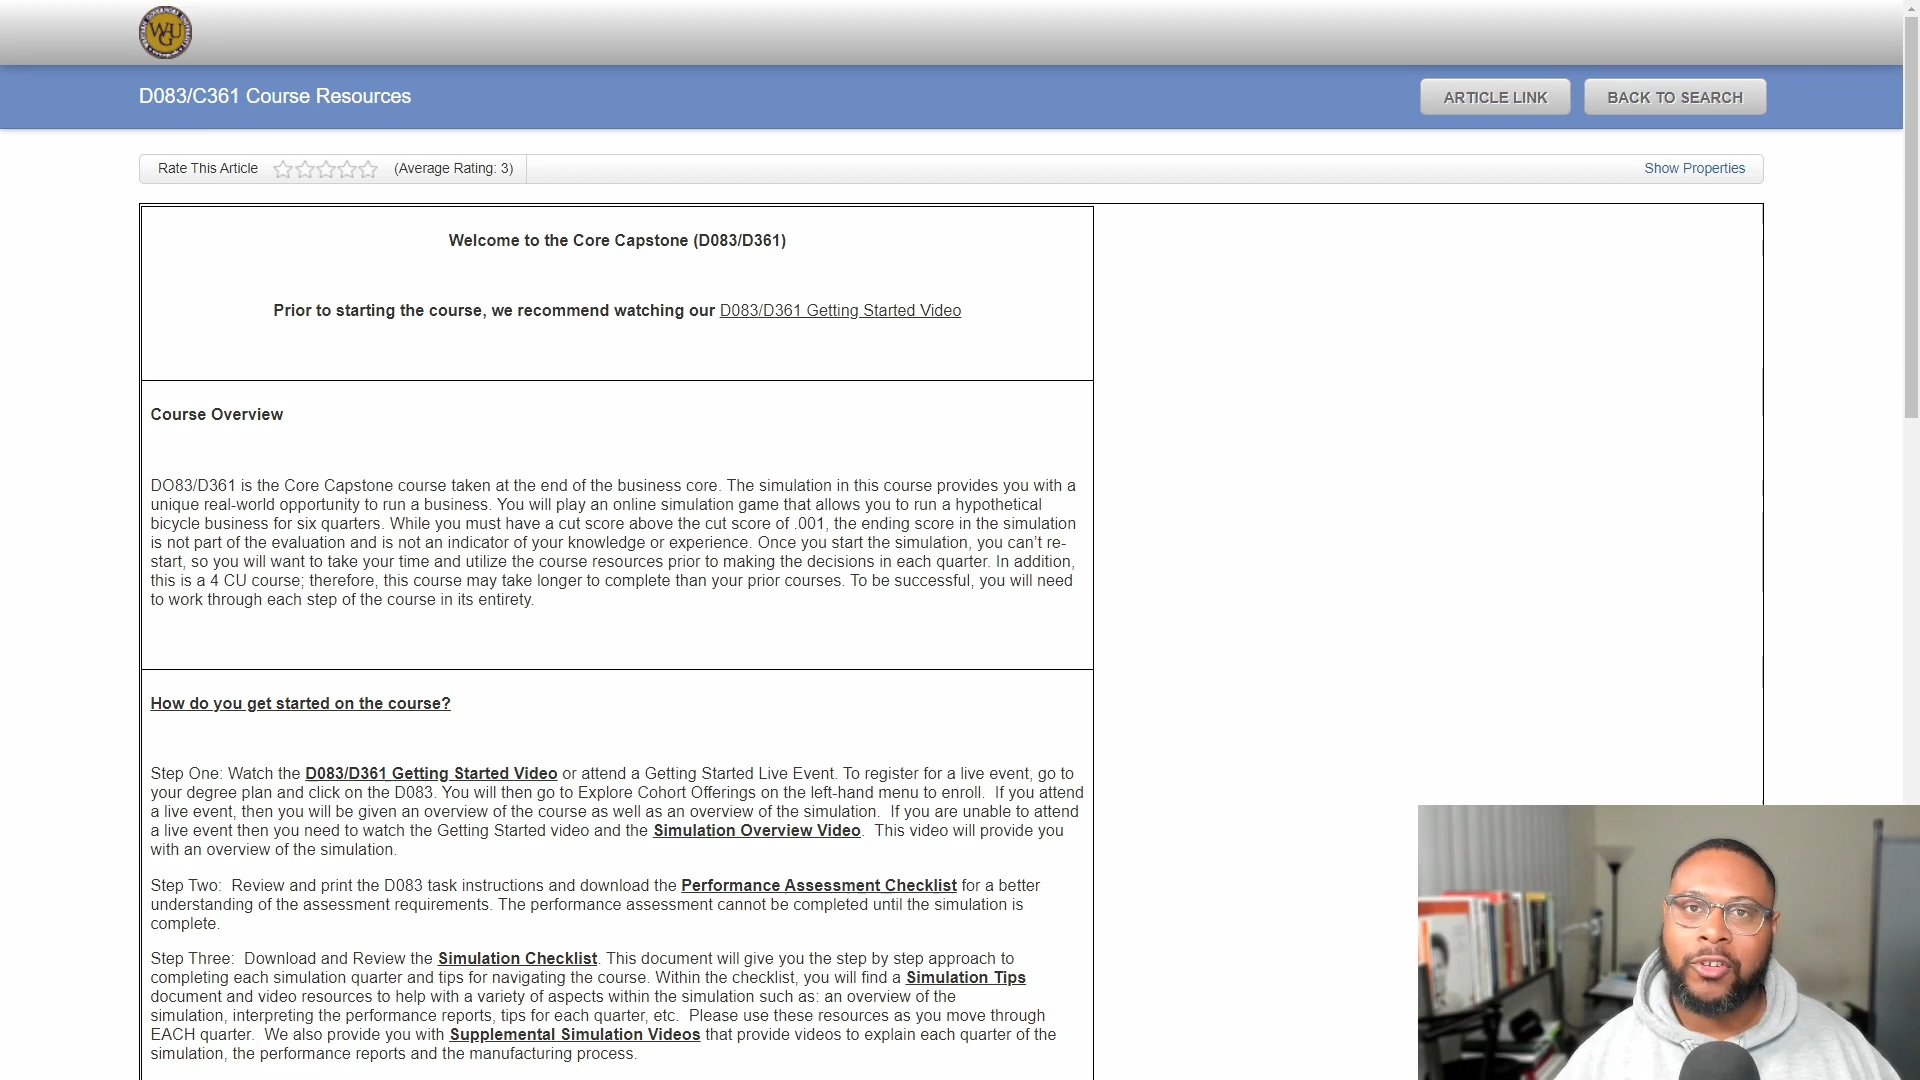 WGU
D083/C361 Course Resources
ARTICLE LINK
BACK TO SEARCH
Rate This Article
(Average Rating: 3)
Show Properties
Welcome to the Core Capstone (D083/D361)
Prior to starting the course, we recommend watching our D083/D361 Getting Started Video
Course Overview
DO83/D361 is the Core Capstone course taken at the end of the business core. The simulation in this course provides you with a
unique real-world opportunity to run a business. You will play an online simulation game that allows you to run a hypothetical
bicycle business for six quarters. While you must have a cut score above the cut score of .001, the ending score in the simulation
is not part of the evaluation and is not an indicator of your knowledge or experience. Once you start the simulation, you can’t re-
start, so you will want to take your time and utilize the course resources prior to making the decisions in each quarter. In addition,
this is a 4 CU course; therefore, this course may take longer to complete than your prior courses. To be successful, you will need
to work through each step of the course in its entirety.
How do you get started on the course?
Step One: Watch the D083/D361 Getting Started Video or attend a Getting Started Live Event. To register for a live event, go to
your degree plan and click on the D083. You will then go to Explore Cohort Offerings on the left-hand menu to enroll. If you attend
a live event, then you will be given an overview of the course as well as an overview of the simulation. If you are unable to attend
a live event then you need to watch the Getting Started video and the Simulation Overview Video. This video will provide you
with an overview of the simulation.
Step Two: Review and print the D083 task instructions and download the Performance Assessment Checklist for a better
understanding of the assessment requirements. The performance assessment cannot be completed until the simulation is
complete.
Step Three: Download and Review the Simulation Checklist. This document will give you the step by step approach to
completing each simulation quarter and tips for navigating the course. Within the checklist, you will find a Simulation Tips
document and video resources to help with a variety of aspects within the simulation such as: an overview of the
simulation, interpreting the performance reports, tips for each quarter, etc. Please use these resources as you move through
EACH quarter. We also provide you with Supplemental Simulation Videos that provide videos to explain each quarter of the
simulation, the performance reports and the manufacturing process.